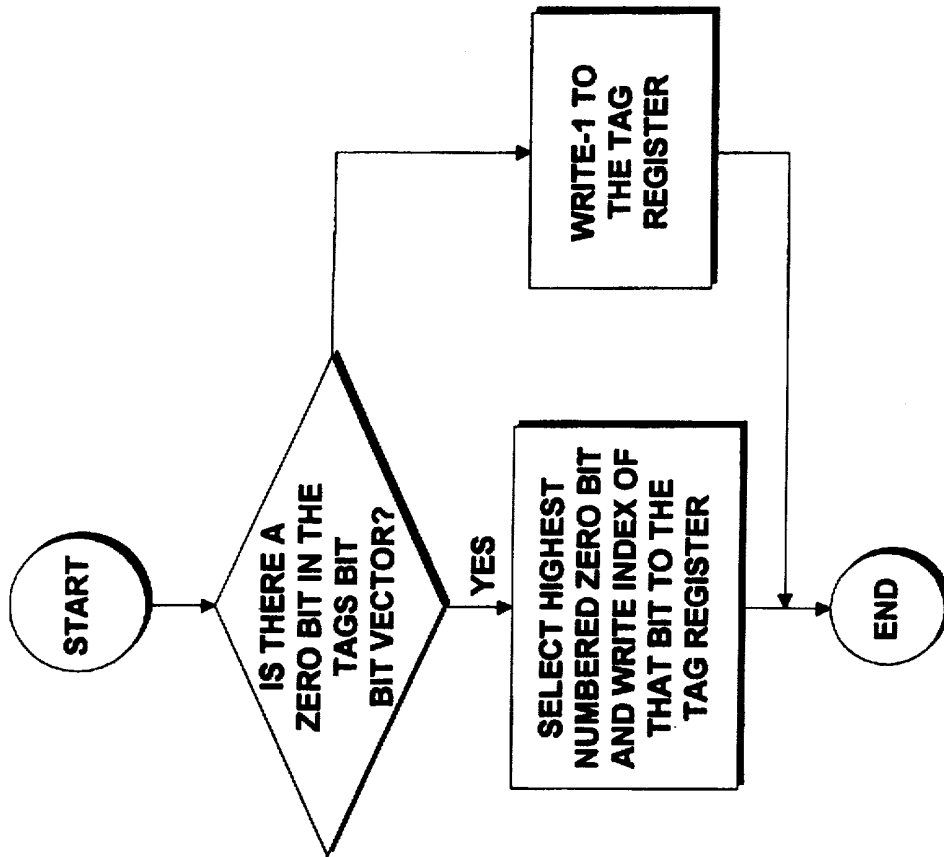 START
IS THERE A
ZERO BIT IN THE
TAGS BIT
BIT VECTOR?
YES
SELECT HIGHEST
NUMBERED ZERO BIT
AND WRITE INDEX OF
THAT BIT TO THE
TAG REGISTER
WRITE-1 TO
THE TAG
REGISTER
END